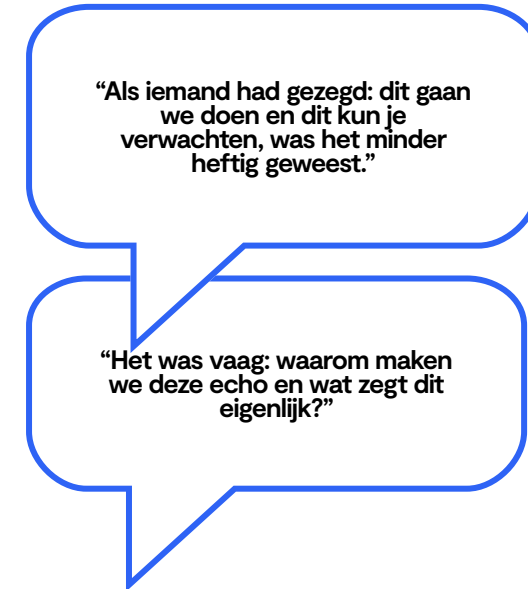 “Als iemand had gezegd: dit gaan
we doen en dit kun je
verwachten, was het minder
heftig geweest.”
“Het was vaag: waarom maken
we deze echo en wat zegt dit
eigenlijk?”